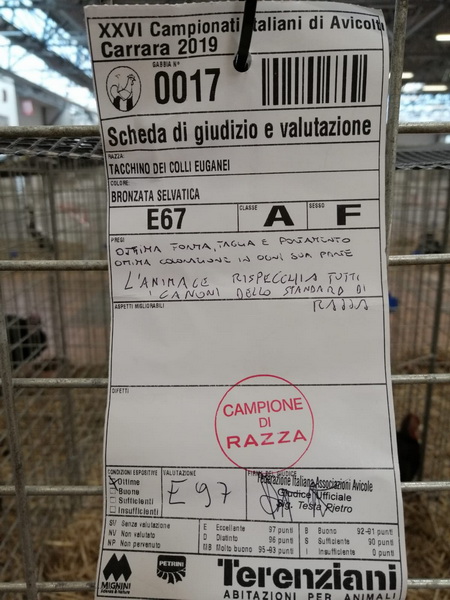 XXVI Campionati Italiani di Avicolt
Carrara 2019
GABBIA N°
0017
Scheda di giudizio e valutazione
RAZZA:
TACCHINO DEI COLLI EUGANEI
COLORE:
BRONZATA SELVATICA
E67 CLASSE A SESSO F
PREGI
OTTIMA FORMA, TAGLIA E PORTAMENTO
OTTIMA COLORAZIONE IN OGNI SUA PARTE
L'ANIMALE RISPECCHIA TUTTI
I CANONI DELLO STANDARD DI
RAZZA
ASPETTI MIGLIORABILI
DIFETTI
CAMPIONE
DI
RAZZA
CONDIZIONI ESPOSITIVE VALUTAZIONE FIRMA DEL GIUDICE
Ottime
Buone
Sufficienti
Insufficienti
E 97
Federazione Italiana Associazioni Avicole
Giudice Ufficiale
Testa Pietro
SV Senza valutazione E Eccellente 97 punti B Buono 92-91 punti
NV Non valutato D Distinto 96 punti S Sufficiente 90 punti
NP Non pervenuto MB Molto buono 95-93 punti I Insufficiente 0 punti
MIGNINI
PETRINI
Terenziani
ABITAZIONI PER ANIMALI